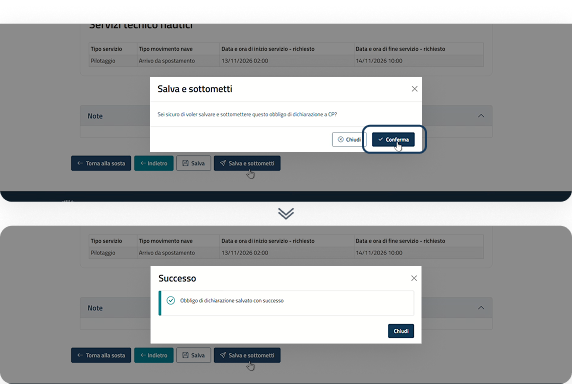 Servizi tecnico nautici
Tipo servizio Tipo movimento nave Data e ora di inizio servizio - richiesto Data e ora di fine servizio - richiesto
Pilotaggio Arrivo da spostamento 13/11/2026 02:00 14/11/2026 10:00
Salva e sottometti
Sei sicuro di voler salvare e sottomettere questo obbligo di dichiarazione a CP?
Note
Chiudi Conferma
Torna alla sosta Indietro Salva Salva e sottometti
Tipo servizio Tipo movimento nave Data e ora di inizio servizio - richiesto Data e ora di fine servizio - richiesto
Pilotaggio Arrivo da spostamento 13/11/2026 02:00 14/11/2026 10:00
Successo
Obbligo di dichiarazione salvato con successo
Note
Chiudi
Torna alla sosta Indietro Salva Salva e sottometti